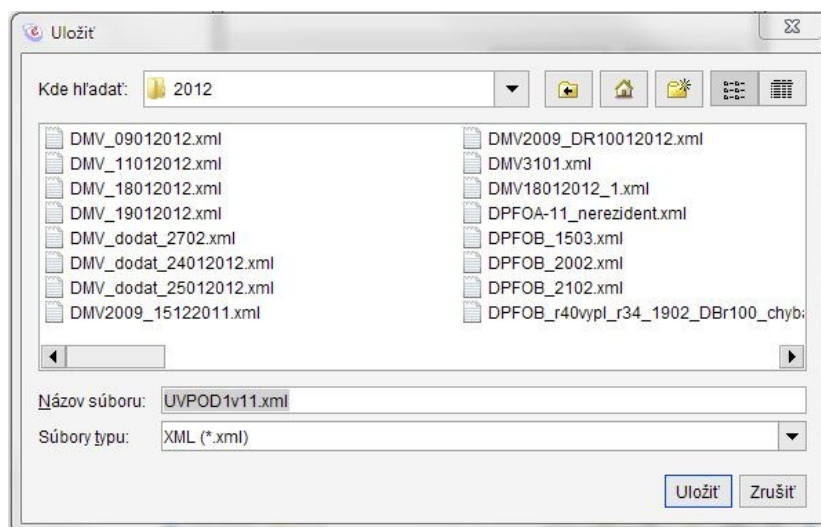 Uložiť
Kde hľadať: 2012
DMV_09012012.xml
DMV_11012012.xml
DMV_18012012.xml
DMV_19012012.xml
DMV_dodat_2702.xml
DMV_dodat_24012012.xml
DMV_dodat_25012012.xml
DMV2009_15122011.xml
DMV2009_DR10012012.xml
DMV3101.xml
DMV18012012_1.xml
DPFOA-11_nerezident.xml
DPFOB_1503.xml
DPFOB_2002.xml
DPFOB_2102.xml
DPFOB_r40vypl_r34_1902_DBr100_chyb
Názov súboru: UVPOD1v11.xml
Súbory typu: XML (*.xml)
Uložiť Zrušiť